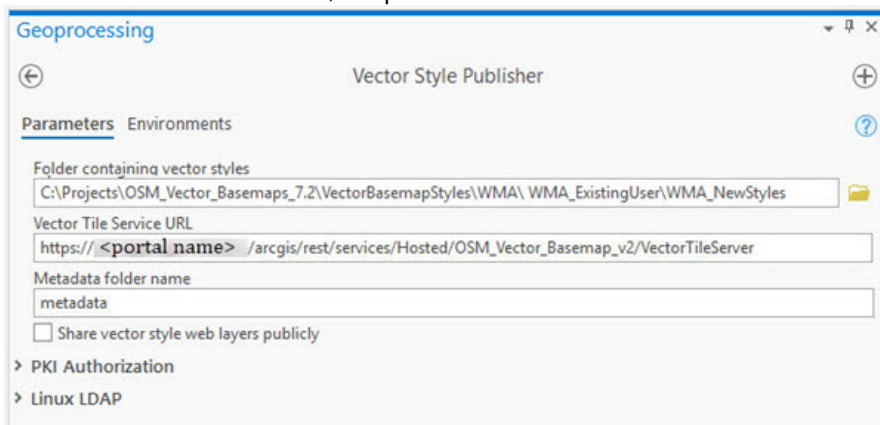 Geoprocessing
Vector Style Publisher
Parameters Environments
Folder containing vector styles
C:\Projects\OSM_Vector_Basemaps_7.2\VectorBasemapStyles\WMA\ WMA_ExistingUser\WMA_NewStyles
Vector Tile Service URL
https:// <portal name> /arcgis/rest/services/Hosted/OSM_Vector_Basemap_v2/VectorTileServer
Metadata folder name
metadata
Share vector style web layers publicly
PKI Authorization
Linux LDAP